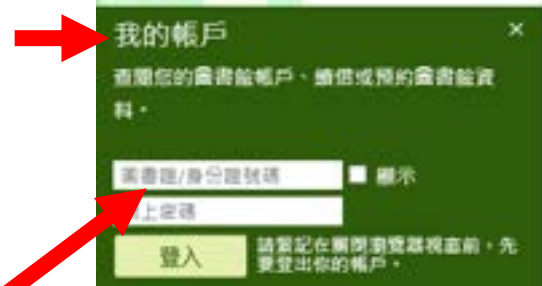 我的帳戶
×
查閱您的圖書館帳戶、續借或預約圖書館資
料。
圖書證/身份證號碼
顯示
上密碼
登入
請緊記在關閉瀏覽器視窗前，先
要登出你的帳戶。